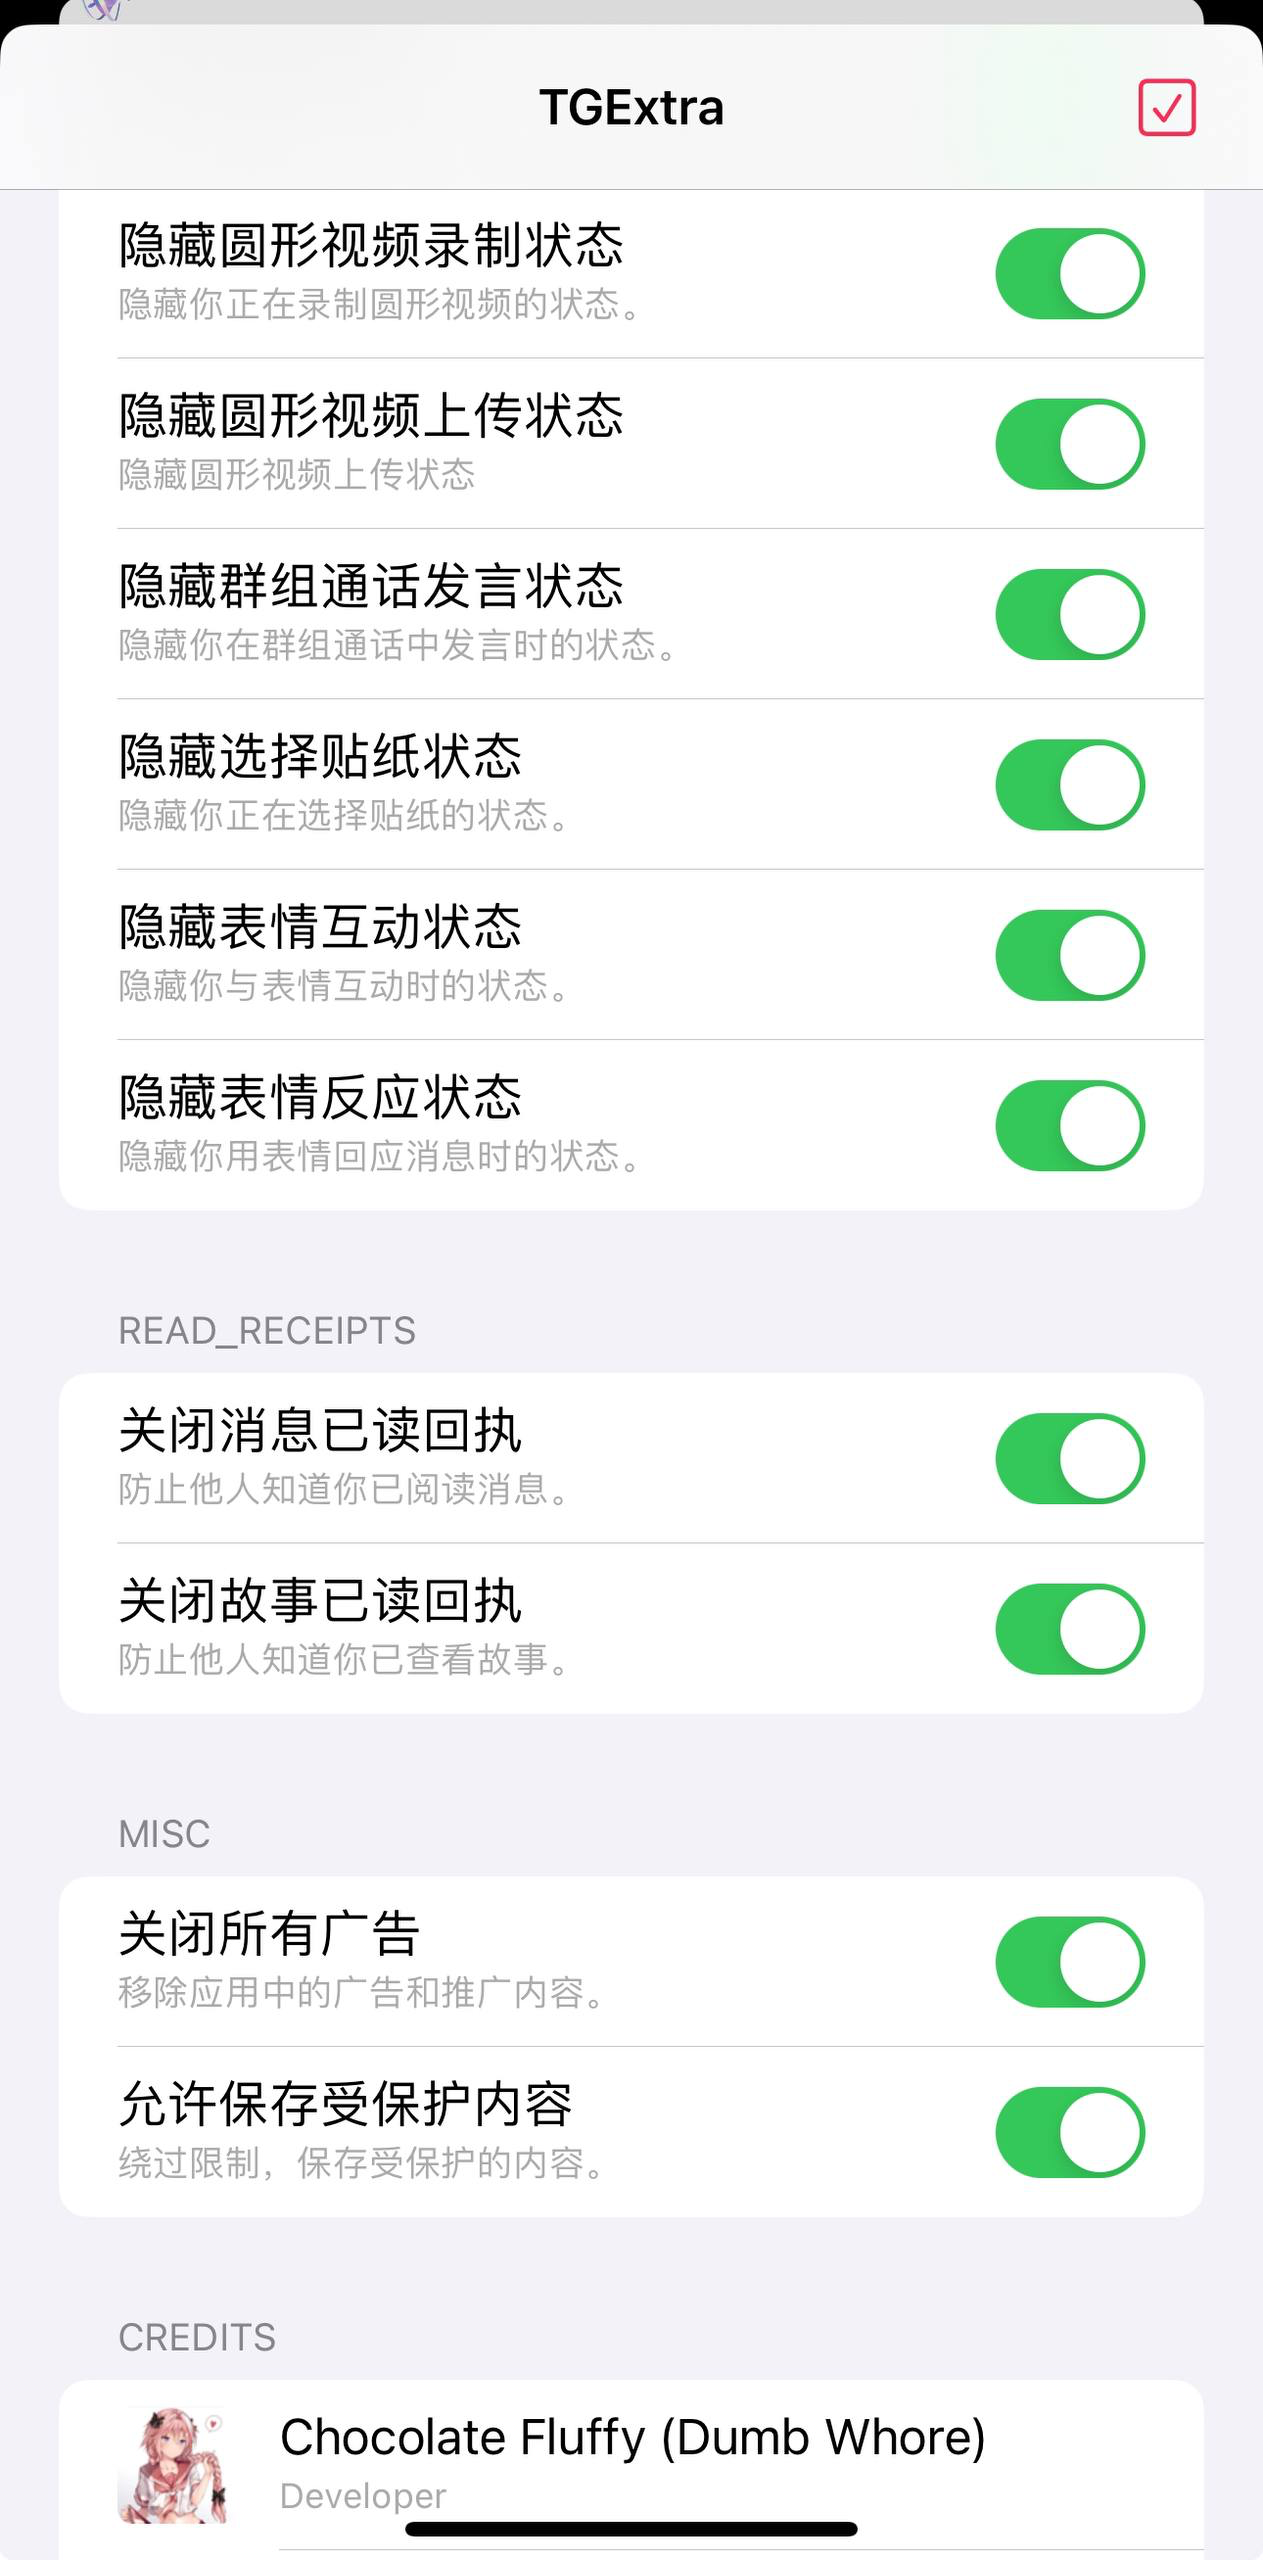 TGExtra
隐藏圆形视频录制状态
隐藏你正在录制圆形视频的状态。
隐藏圆形视频上传状态
隐藏圆形视频上传状态
隐藏群组通话发言状态
隐藏你在群组通话中发言时的状态。
隐藏选择贴纸状态
隐藏你正在选择贴纸的状态。
隐藏表情互动状态
隐藏你与表情互动时的状态。
隐藏表情反应状态
隐藏你用表情回应消息时的状态。
READ_RECEIPTS
关闭消息已读回执
防止他人知道你已阅读消息。
关闭故事已读回执
防止他人知道你已查看故事。
MISC
关闭所有广告
移除应用中的广告和推广内容。
允许保存受保护内容
绕过限制，保存受保护的内容。
CREDITS
Chocolate Fluffy (Dumb Whore)
Developer